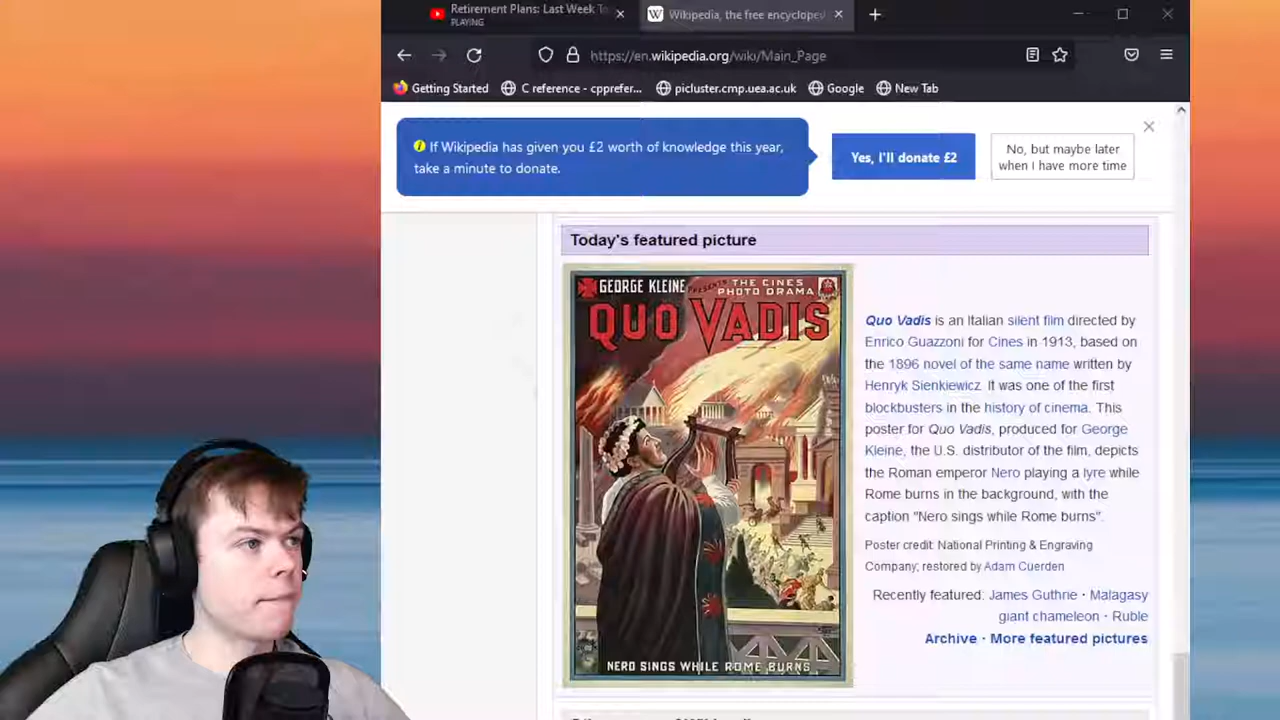 Retirement Plans: Last Week To
PLAYING
Wikipedia, the free encycloped
https://en.wikipedia.org/wiki/Main_Page
Getting Started
C reference - cpprefer...
picluster.cmp.uea.ac.uk
Google
New Tab
If Wikipedia has given you £2 worth of knowledge this year,
take a minute to donate.
Yes, I'll donate £2
No, but maybe later
when I have more time
Today's featured picture
GEORGE KLEINE
PRESENTS THE CINES
PHOTO DRAMA
QUO VADIS
NERO SINGS WHILE ROME BURNS
Quo Vadis is an Italian silent film directed by
Enrico Guazzoni for Cines in 1913, based on
the 1896 novel of the same name written by
Henryk Sienkiewicz. It was one of the first
blockbusters in the history of cinema. This
poster for Quo Vadis, produced for George
Kleine, the U.S. distributor of the film, depicts
the Roman emperor Nero playing a lyre while
Rome burns in the background, with the
caption "Nero sings while Rome burns".
Poster credit: National Printing & Engraving
Company; restored by Adam Cuerden
Recently featured: James Guthrie · Malagasy
giant chameleon · Ruble
Archive · More featured pictures